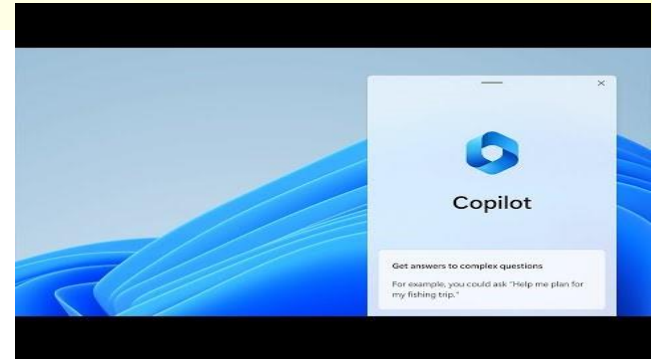 Copilot
Get answers to complex questions
For example, you could ask "Help me plan for
my fishing trip."